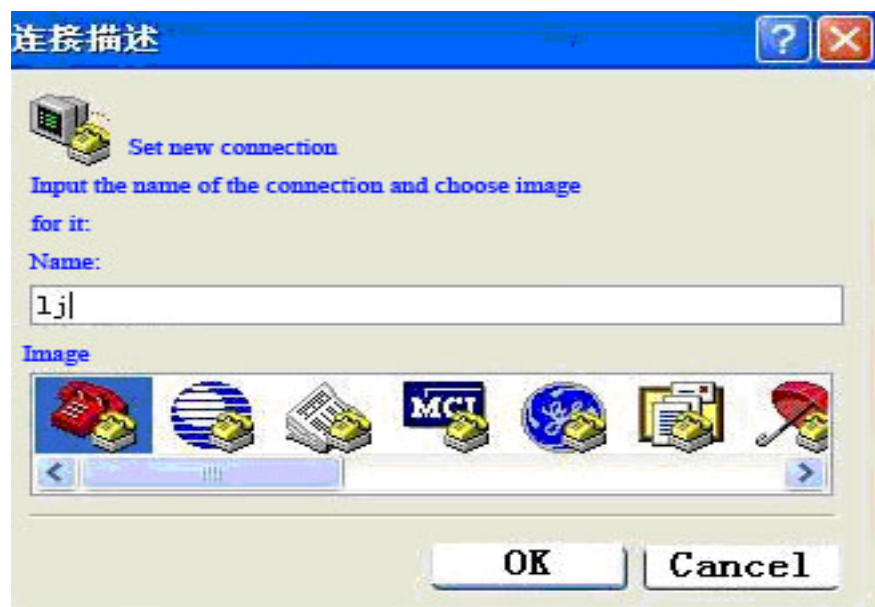 连接描述
Set new connection
Input the name of the connection and choose image
for it:
Name:
lj
Image
MCI
OK
Cancel